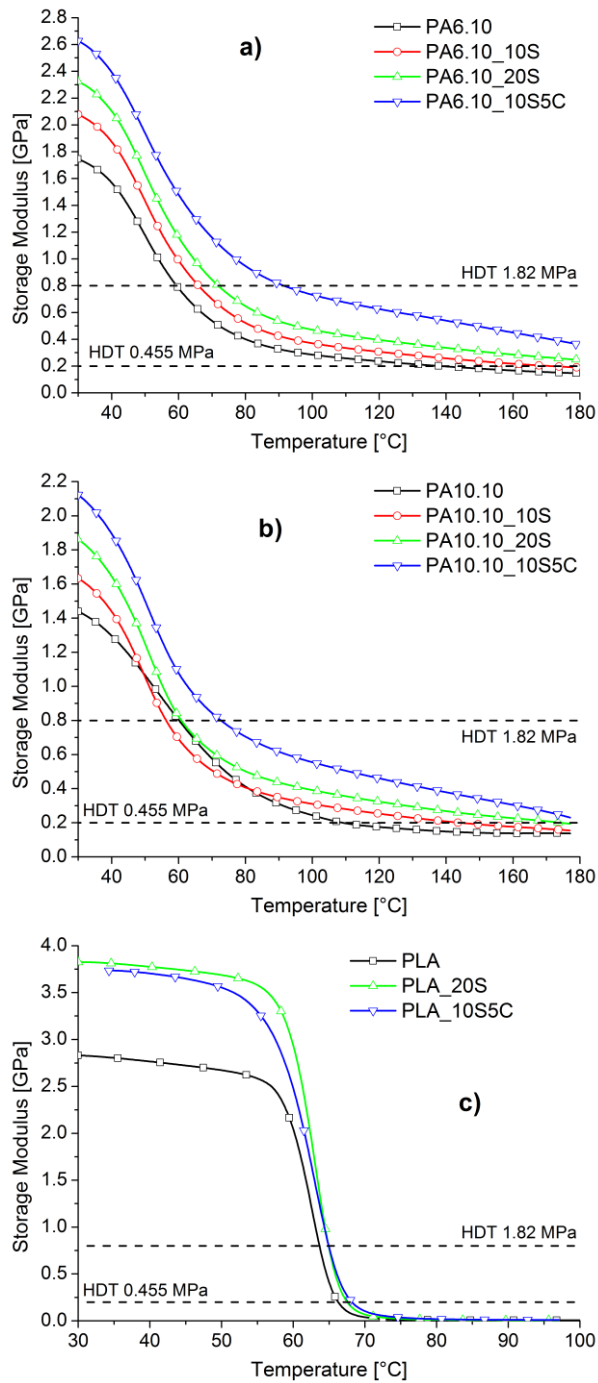 a)
PA6.10
PA6.10_10S
PA6.10_20S
PA6.10_10S5C
Storage Modulus [GPa]
2.8
2.6
2.4
2.2
2.0
1.8
1.6
1.4
1.2
1.0
0.8
0.6
0.4
0.2
0.0
HDT 1.82 MPa
HDT 0.455 MPa
40 60 80 100 120 140 160 180
Temperature [°C]
b)
PA10.10
PA10.10_10S
PA10.10_20S
PA10.10_10S5C
Storage Modulus [GPa]
2.2
2.0
1.8
1.6
1.4
1.2
1.0
0.8
0.6
0.4
0.2
0.0
HDT 1.82 MPa
HDT 0.455 MPa
40 60 80 100 120 140 160 180
Temperature [°C]
PLA
PLA_20S
PLA_10S5C
c)
Storage Modulus [GPa]
4.0
3.5
3.0
2.5
2.0
1.5
1.0
0.5
0.0
HDT 1.82 MPa
HDT 0.455 MPa
30 40 50 60 70 80 90 100
Temperature [°C]